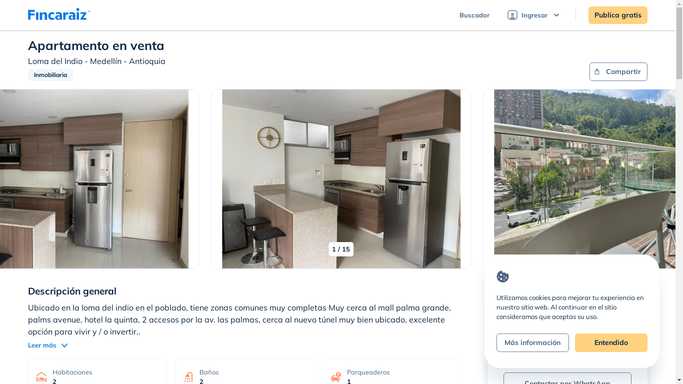 Fincaraiz
Buscador
Ingresar
Publica gratis
Apartamento en venta
Loma del Indio - Medellín - Antioquia
Inmobiliaria
Compartir
1 / 15
Descripción general
Ubicado en la loma del indio en el poblado, tiene zonas comunes muy completas Muy cerca al mall palma grande,
palms avenue, hotel la quinta, 2 accesos por la av. las palmas, cerca al nuevo túnel muy bien ubicado, excelente
opción para vivir y / o invertir..
Leer más
Habitaciones
2
Baños
2
Parqueaderos
1
Utilizamos cookies para mejorar tu experiencia en
nuestro sitio web. Al continuar en el sitio
consideramos que aceptas su uso.
Más información
Entendido
Contactar por WhatsApp